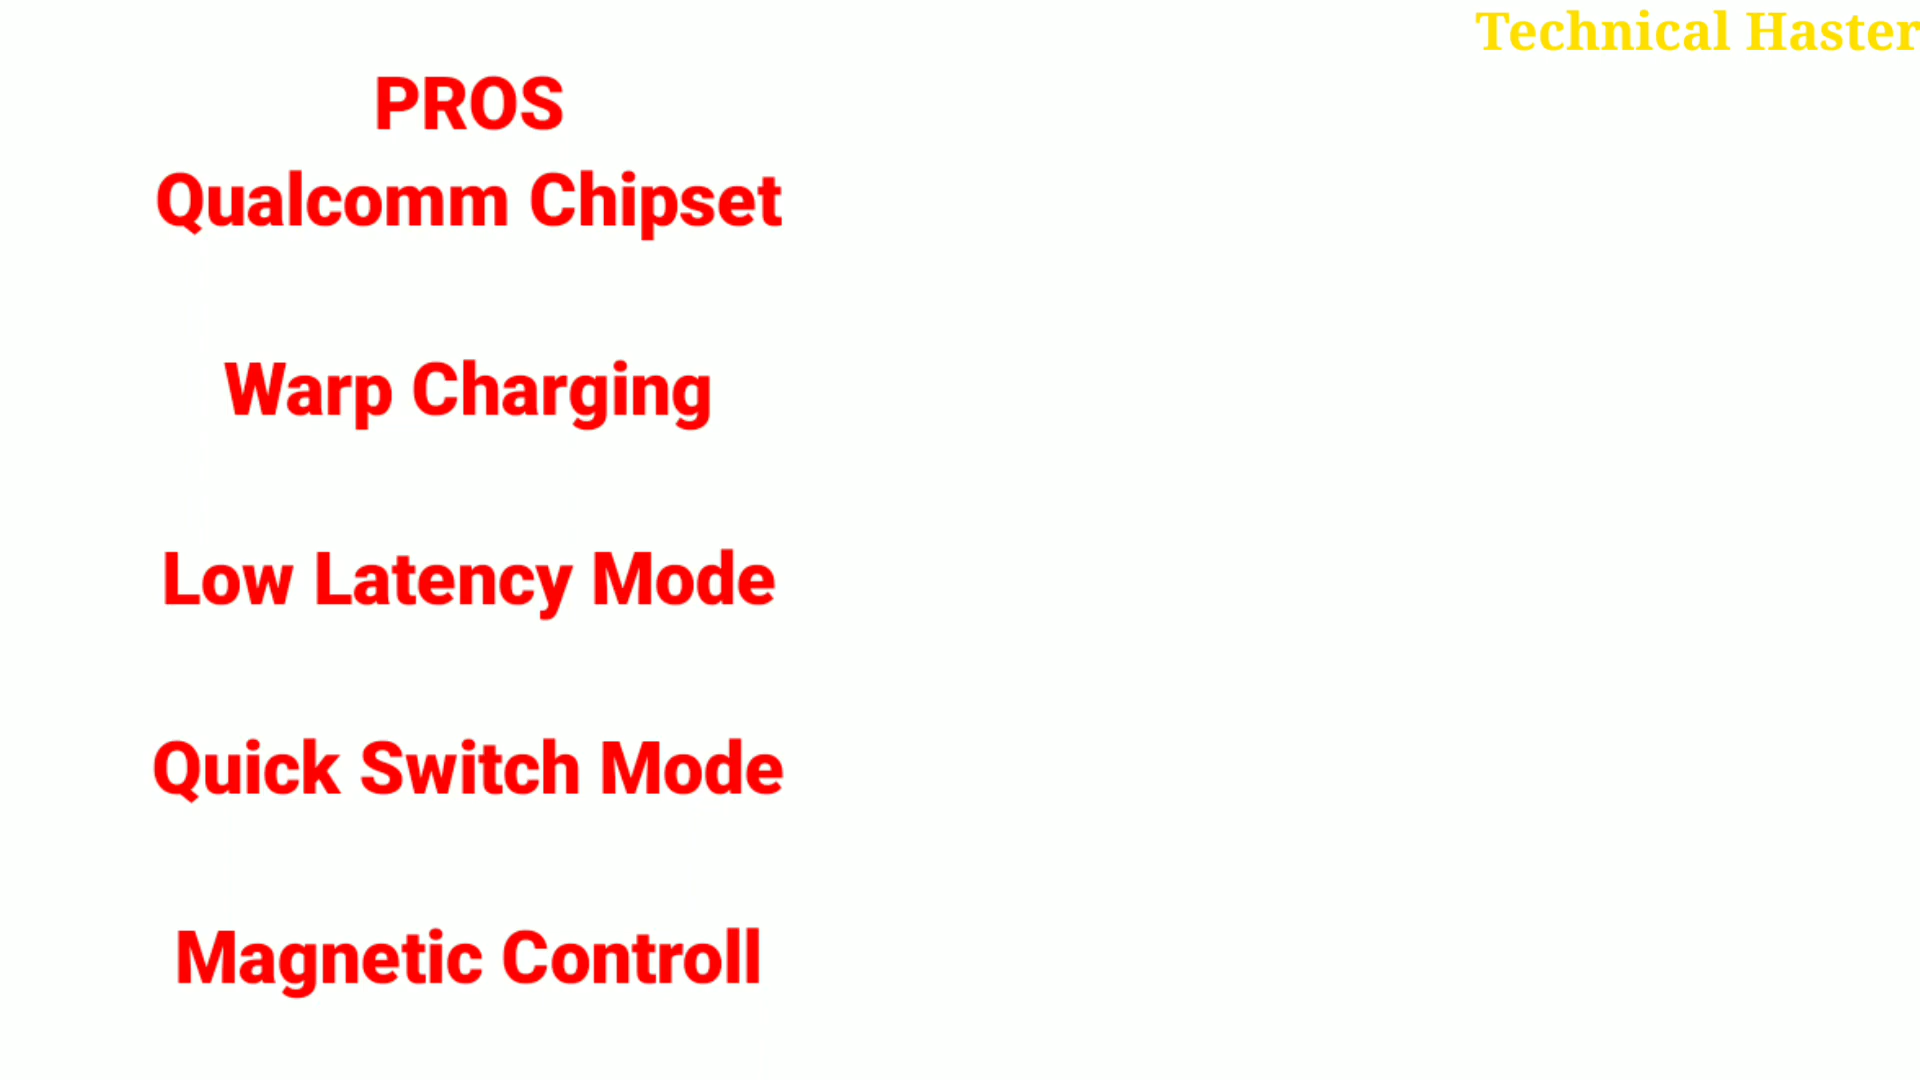 Technical Haster
PROS
Qualcomm Chipset
Warp Charging
Low Latency Mode
Quick Switch Mode
Magnetic Controll